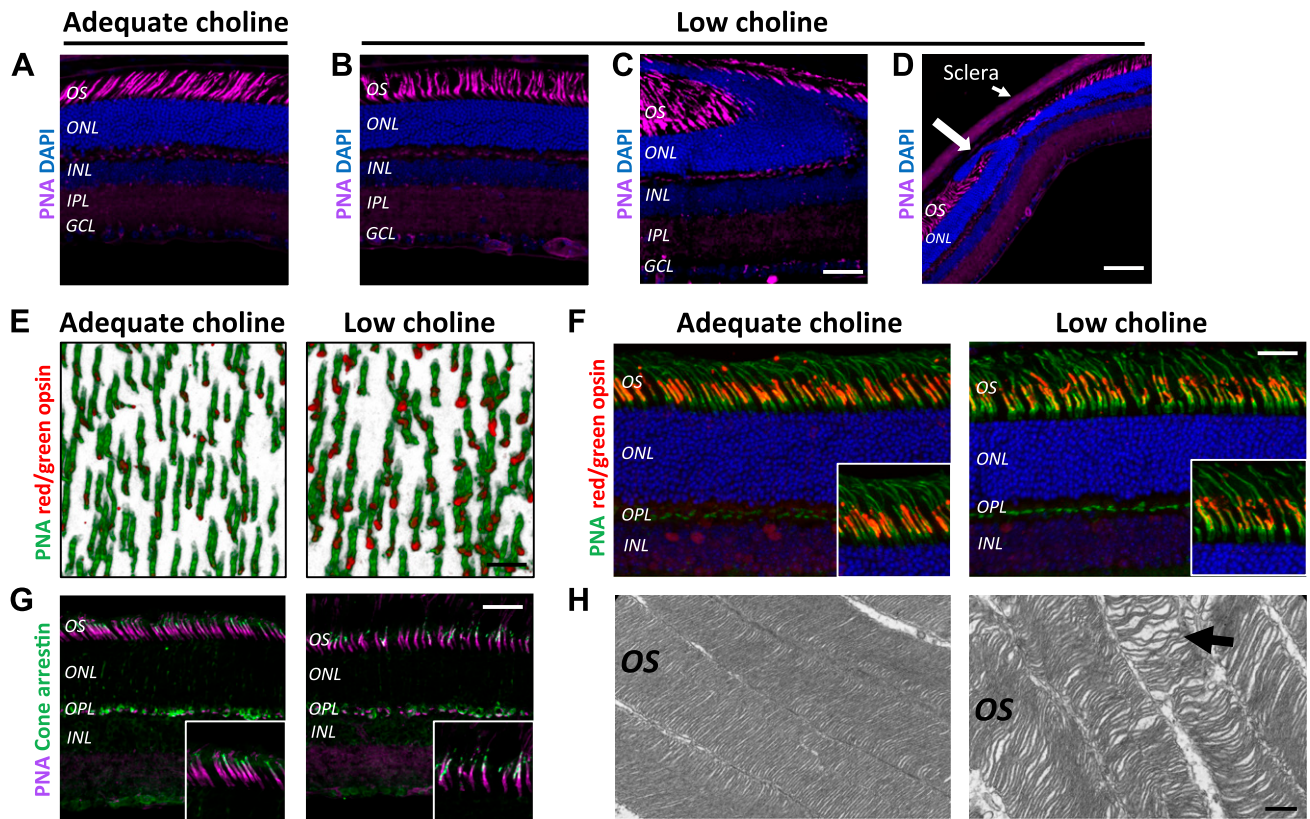 Adequate choline
Low choline
A
B
C
D
PNA DAPI
OS
ONL
INL
IPL
GCL
PNA DAPI
OS
ONL
INL
IPL
GCL
PNA DAPI
OS
ONL
INL
IPL
GCL
PNA DAPI
Sclera
OS
ONL
E
Adequate choline
Low choline
PNA red/green opsin
F
Adequate choline
Low choline
PNA red/green opsin
OS
ONL
OPL
INL
OS
ONL
OPL
INL
G
PNA Cone arrestin
OS
ONL
OPL
INL
OS
ONL
OPL
INL
H
OS
OS